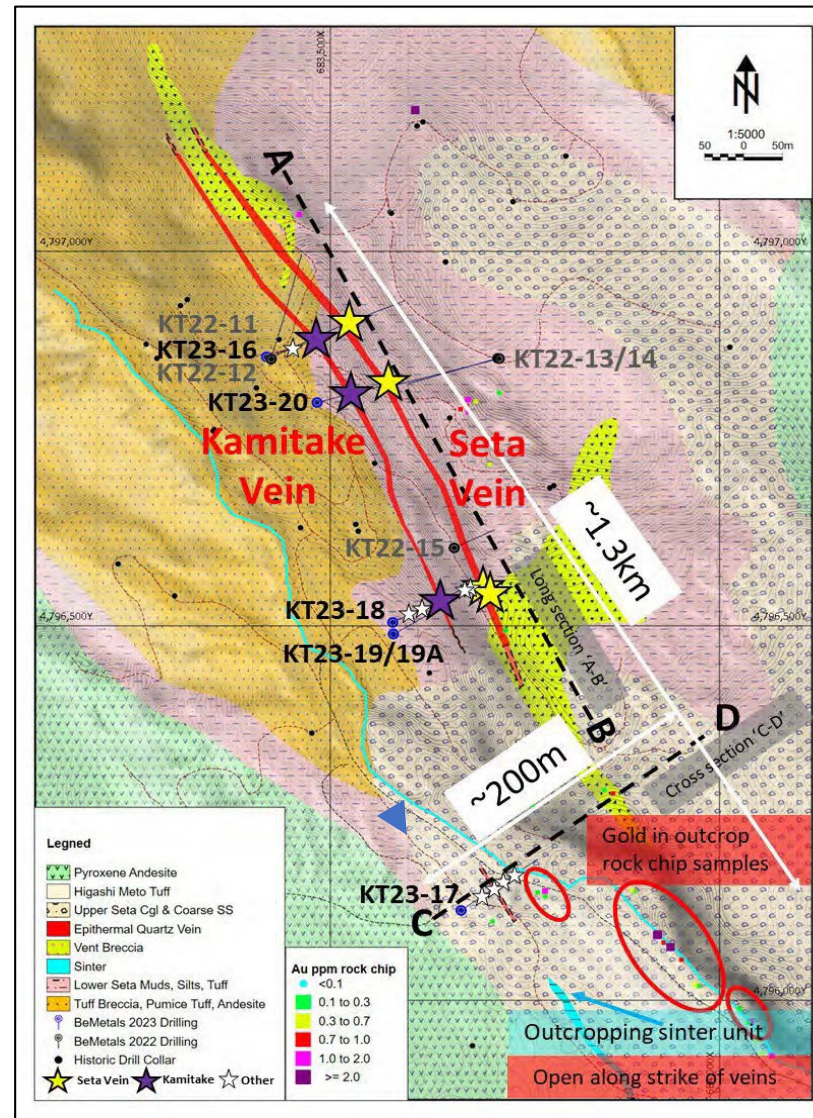 683,500X
A
N
1:5000
50 0 50m
4,797,000Y
KT22-11
KT23-16
KT22-12
KT22-13/14
KT23-20
Kamitake
Vein
Seta
Vein
KT22-15
~1.3km
Long section 'A-B'
KT23-18
4,796,500Y
KT23-19/19A
B
D
Cross section 'C-D'
~200m
Gold in outcrop
rock chip samples
KT23-17
C
4,796,000Y
Outcropping sinter unit
Open along strike of veins
Legned
Pyroxene Andesite
Higashi Meto Tuff
Upper Seta Cgl & Coarse SS
Epithermal Quartz Vein
Vent Breccia
Sinter
Lower Seta Muds, Silts, Tuff
Tuff Breccia, Pumice Tuff, Andesite
BeMetals 2023 Drilling
BeMetals 2022 Drilling
Historic Drill Collar
Seta Vein Kamitake Other
Au ppm rock chip
<0.1
0.1 to 0.3
0.3 to 0.7
0.7 to 1.0
1.0 to 2.0
>= 2.0